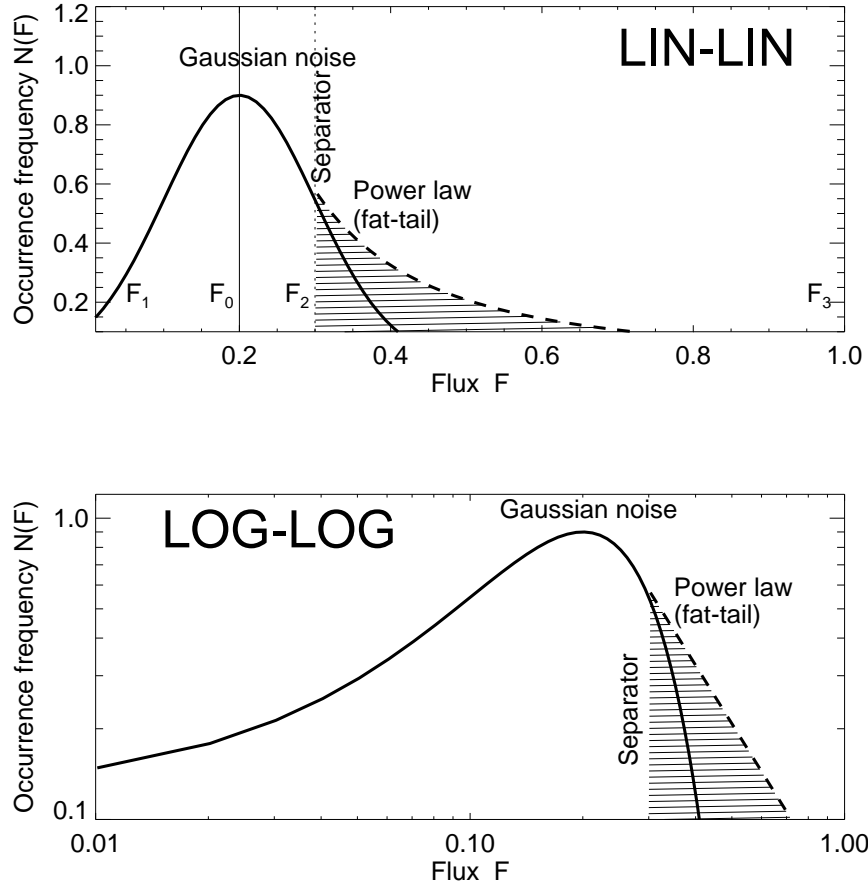 LIN-LIN
Gaussian noise
Separator
Power law
(fat-tail)
F1 F0 F2 F3
Occurrence frequency N(F)
1.2
1.0
0.8
0.6
0.4
0.2
0.2 0.4 0.6 0.8 1.0
Flux F
LOG-LOG
Gaussian noise
Power law
(fat-tail)
Separator
Occurrence frequency N(F)
1.0
0.1
0.01 0.10 1.00
Flux F